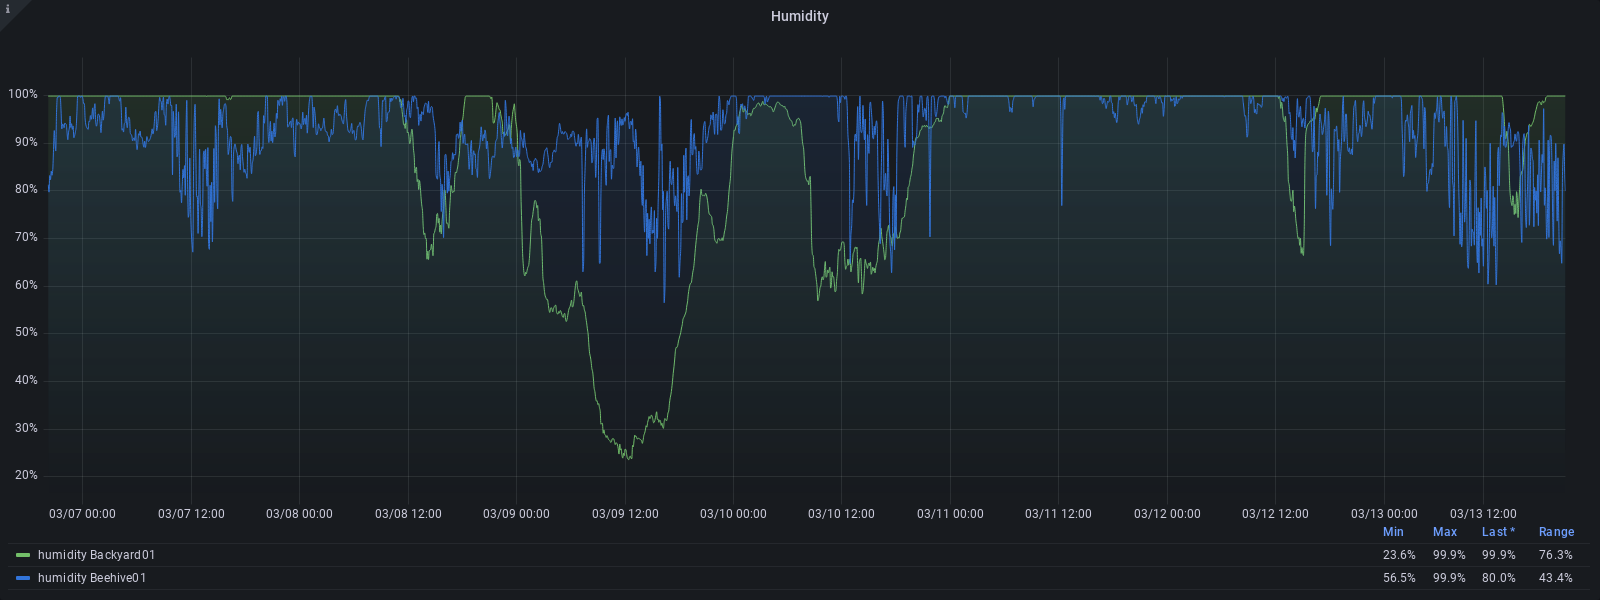 i
Humidity
100%
90%
80%
70%
60%
50%
40%
30%
20%
03/07 00:00 03/07 12:00 03/08 00:00 03/08 12:00 03/09 00:00 03/09 12:00 03/10 00:00 03/10 12:00 03/11 00:00 03/11 12:00 03/12 00:00 03/12 12:00 03/13 00:00 03/13 12:00
Min Max Last * Range
humidity Backyard01 23.6% 99.9% 99.9% 76.3%
humidity Beehive01 56.5% 99.9% 80.0% 43.4%